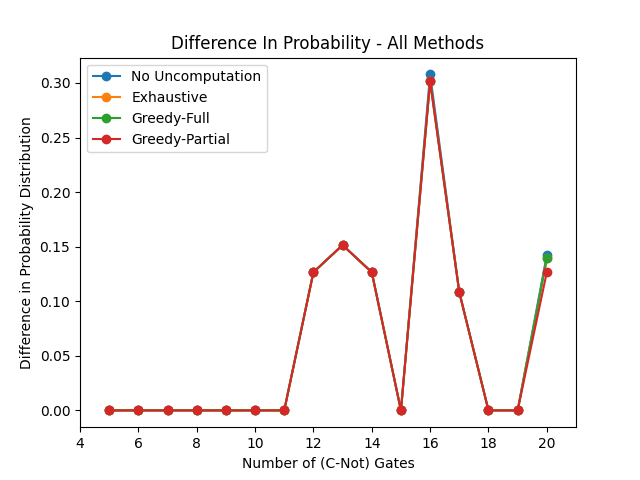 Difference In Probability - All Methods
No Uncomputation
Exhaustive
Greedy-Full
Greedy-Partial
Difference in Probability Distribution
0.30
0.25
0.20
0.15
0.10
0.05
0.00
4 6 8 10 12 14 16 18 20
Number of (C-Not) Gates